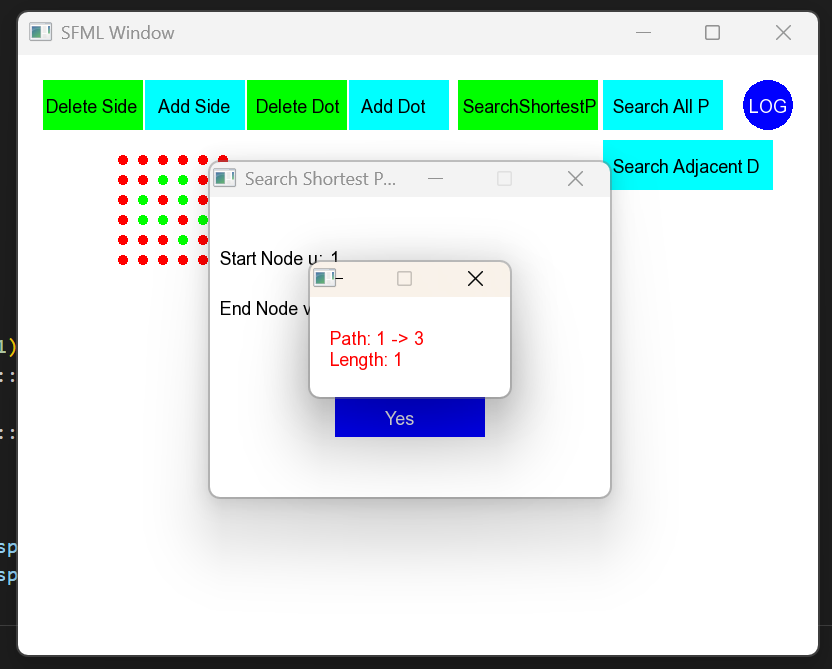 SFML Window
Delete Side
Add Side
Delete Dot
Add Dot
SearchShortestP
Search All P
LOG
Search Adjacent D
Search Shortest P...
Start Node u: 1
End Node v
Path: 1 -> 3
Length: 1
Yes
1)
::
::
sp
sp